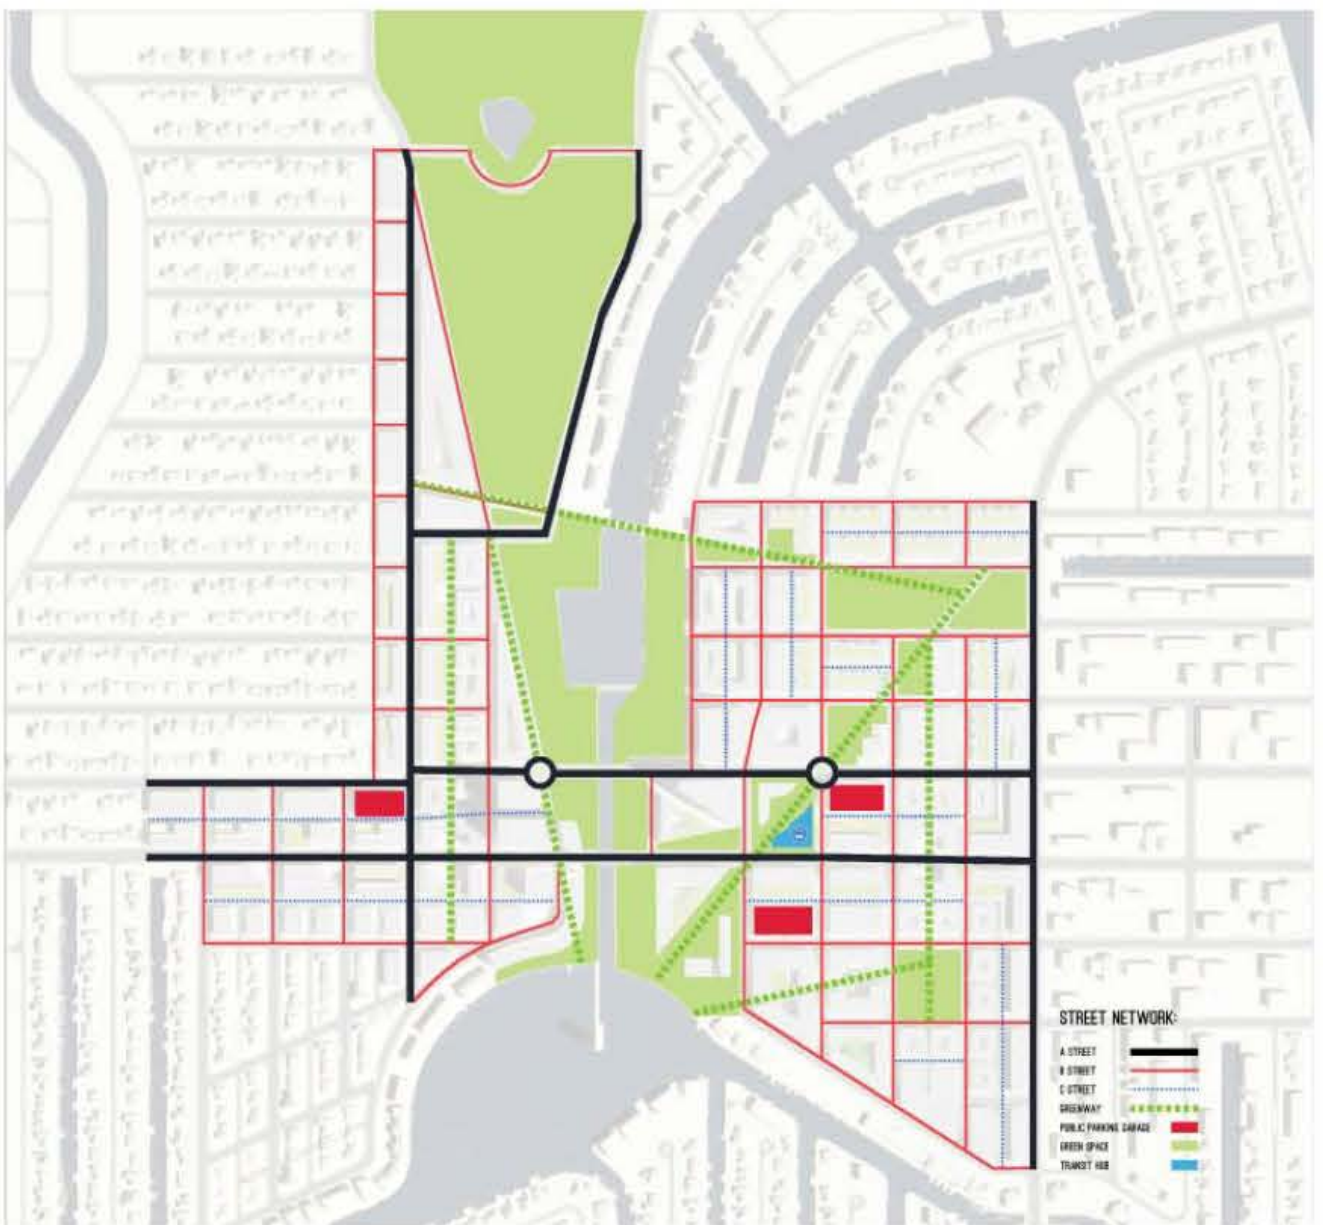 STREET NETWORK:
A STREET
B STREET
C STREET
GREENWAY
PUBLIC PARKING GARAGE
GREEN SPACE
TRANSIT HUB